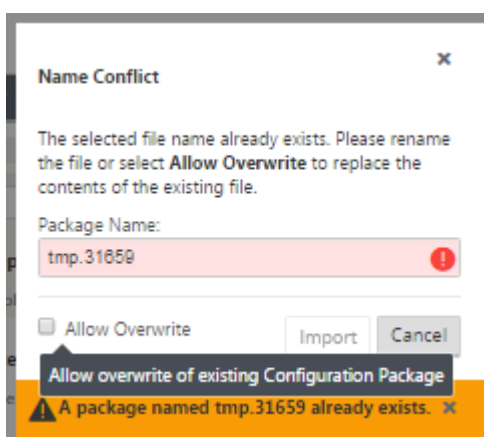 Name Conflict
The selected file name already exists. Please rename
the file or select Allow Overwrite to replace the
contents of the existing file.
Package Name:
tmp.31659
Allow Overwrite
Import
Cancel
Allow overwrite of existing Configuration Package
A package named tmp.31659 already exists.